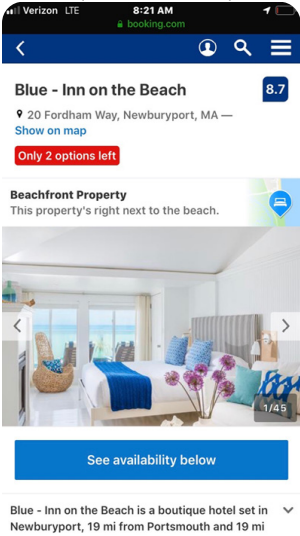 Verizon LTE 8:21 AM
booking.com
Blue - Inn on the Beach 8.7
20 Fordham Way, Newburyport, MA —
Show on map
Only 2 options left
Beachfront Property
This property's right next to the beach.
1/45
See availability below
Blue - Inn on the Beach is a boutique hotel set in
Newburyport, 19 mi from Portsmouth and 19 mi